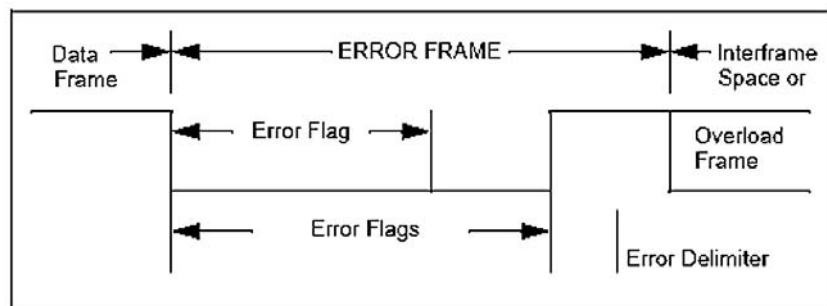 Data
Frame
ERROR FRAME
Interframe
Space or
Error Flag
Overload
Frame
Error Flags
Error Delimiter